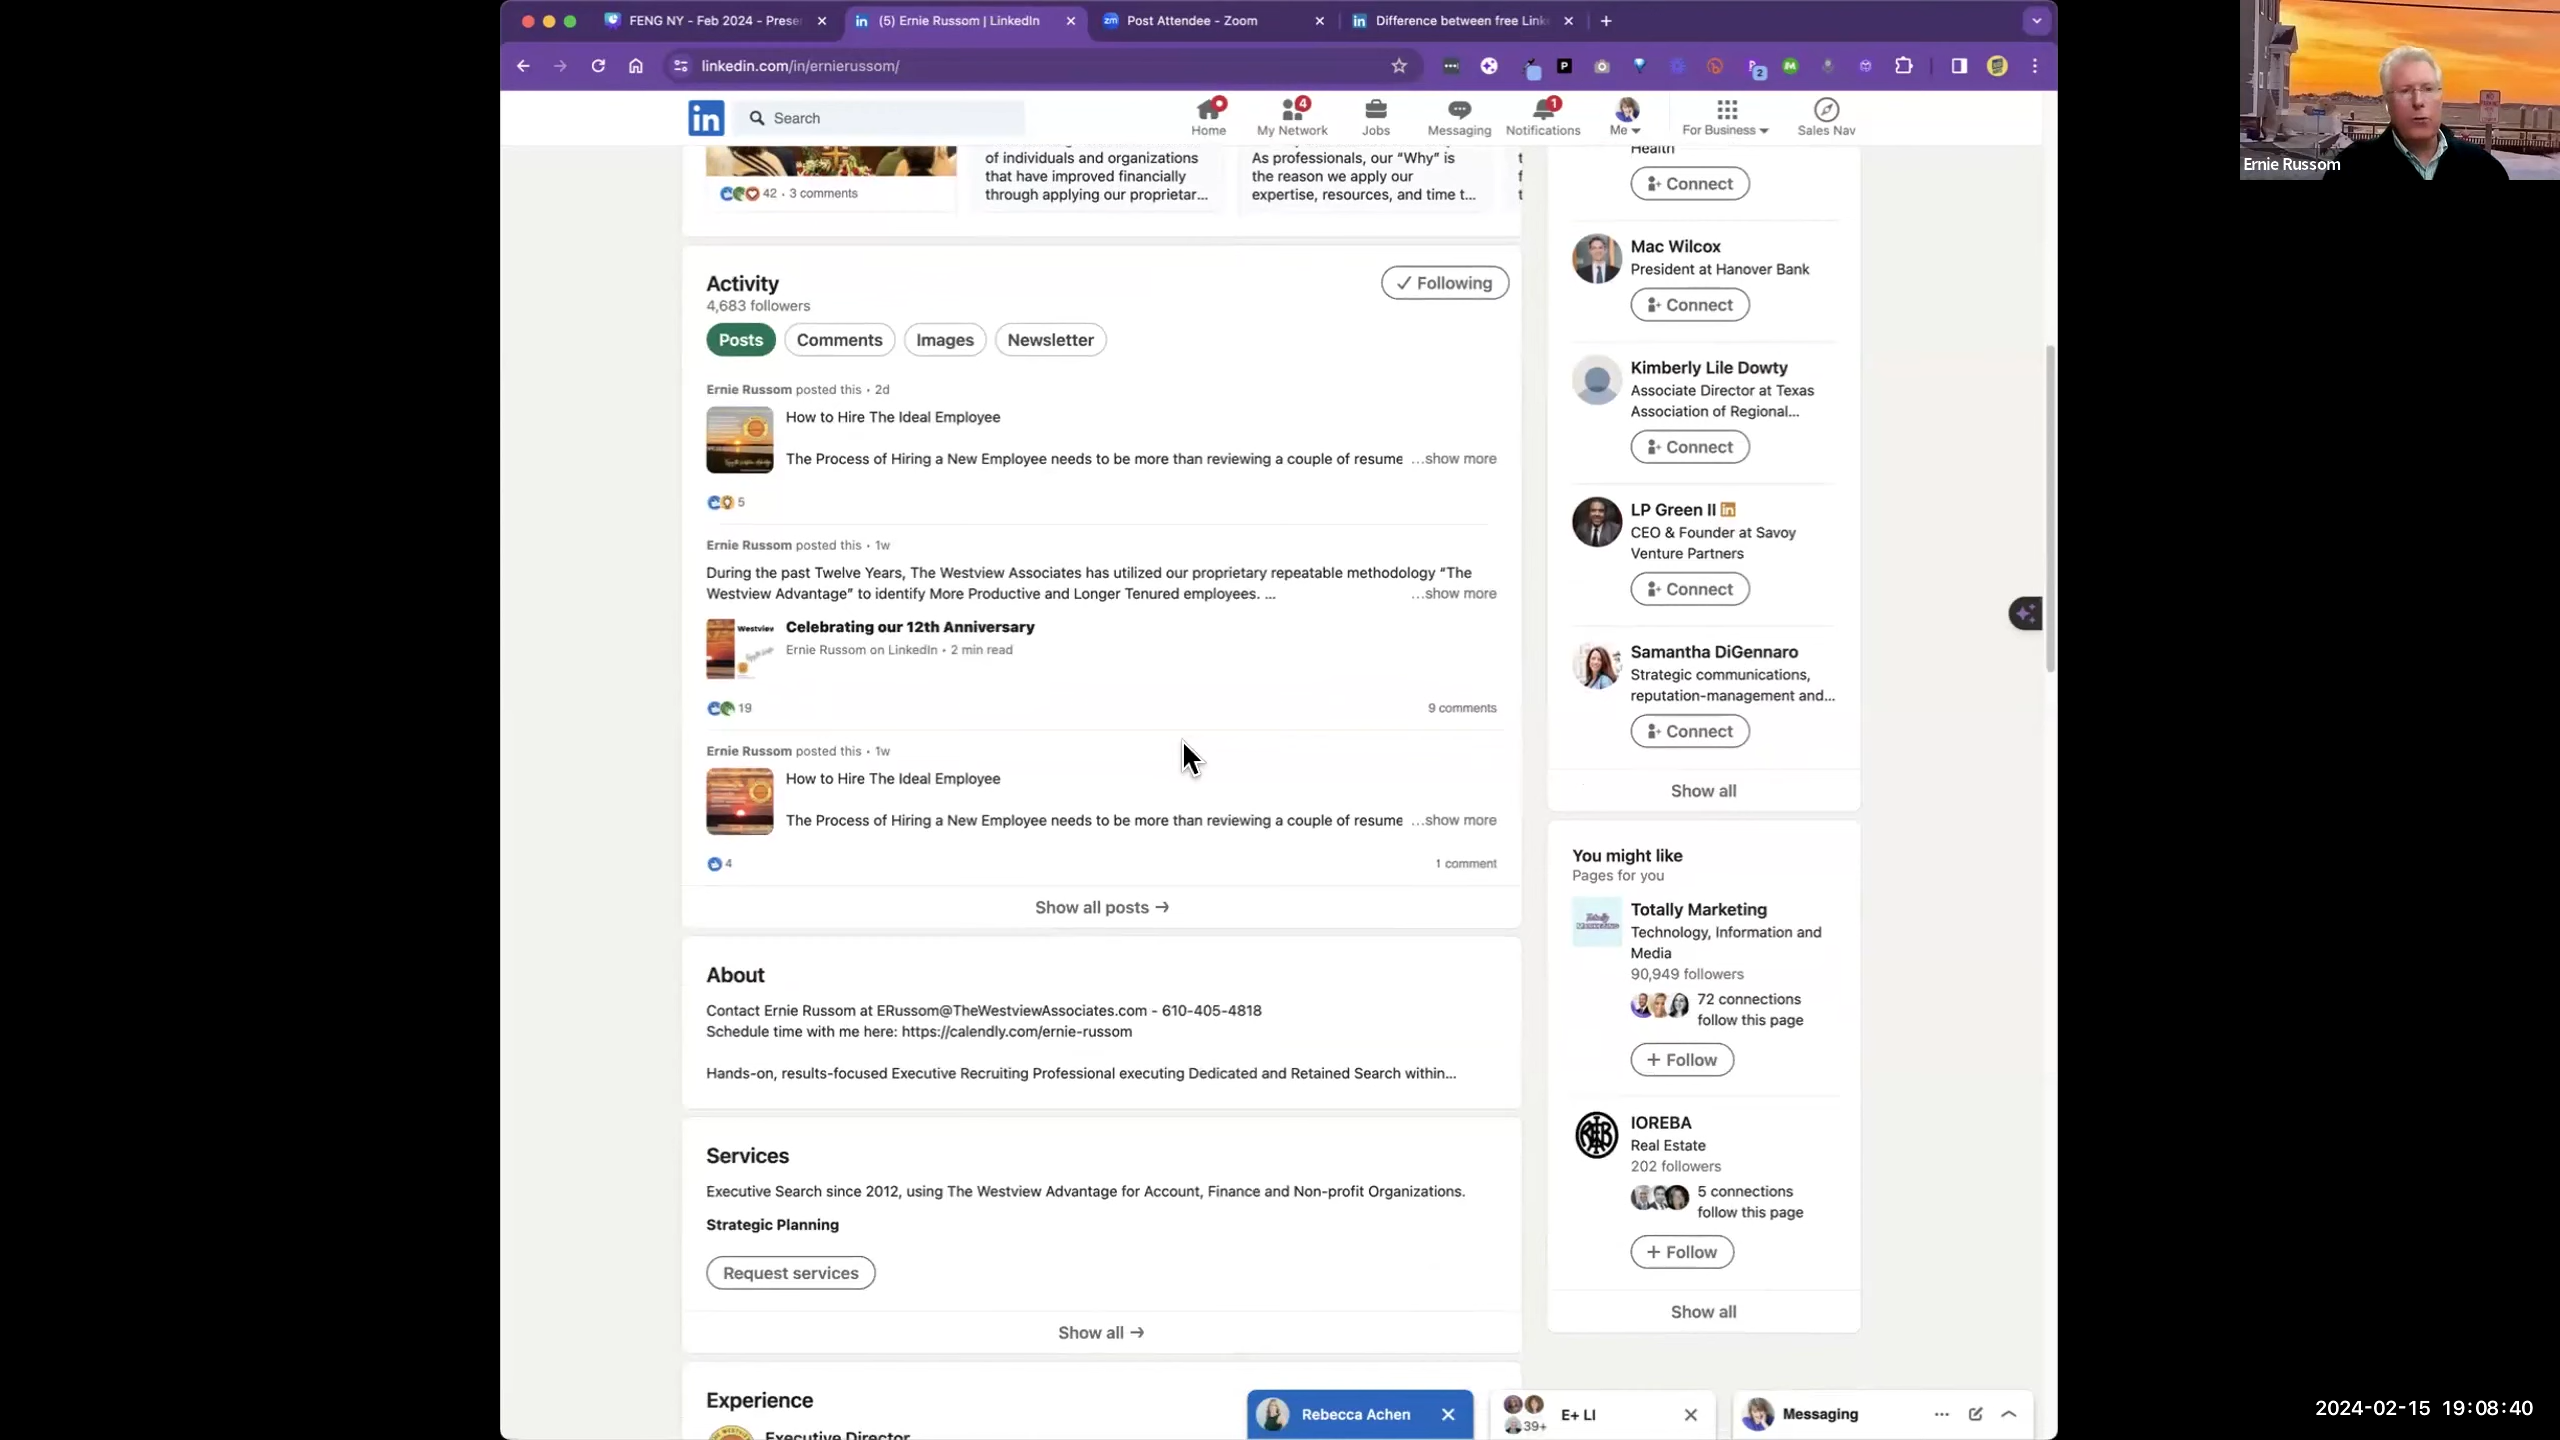 FENG NY - Feb 2024 - Prese
(5) Ernie Russom | LinkedIn
Post Attendee - Zoom
Difference between free Link
linkedin.com/in/ernierussom/
2
in
Search
Home
4
My Network
Jobs
Messaging
1
Notifications
Me
For Business
Sales Nav
Ernie Russom
42 · 3 comments
of individuals and organizations
that have improved financially
through applying our proprietar...
As professionals, our “Why” is
the reason we apply our
expertise, resources, and time t...
Activity
4,683 followers
Following
Posts
Comments
Images
Newsletter
Ernie Russom posted this • 2d
How to Hire The Ideal Employee
The Process of Hiring a New Employee needs to be more than reviewing a couple of resume ...show more
5
Ernie Russom posted this • 1w
During the past Twelve Years, The Westview Associates has utilized our proprietary repeatable methodology “The
Westview Advantage” to identify More Productive and Longer Tenured employees. ... ...show more
Westview
Celebrating our 12th Anniversary
Ernie Russom on LinkedIn • 2 min read
19
9 comments
Ernie Russom posted this • 1w
How to Hire The Ideal Employee
The Process of Hiring a New Employee needs to be more than reviewing a couple of resume ...show more
4
1 comment
Show all posts →
About
Contact Ernie Russom at ERussom@TheWestviewAssociates.com - 610-405-4818
Schedule time with me here: https://calendly.com/ernie-russom
Hands-on, results-focused Executive Recruiting Professional executing Dedicated and Retained Search within...
Services
Executive Search since 2012, using The Westview Advantage for Account, Finance and Non-profit Organizations.
Strategic Planning
Request services
Show all →
Experience
Executive Director
Health
Connect
Mac Wilcox
President at Hanover Bank
Connect
Kimberly Lile Dowty
Associate Director at Texas
Association of Regional...
Connect
LP Green II in
CEO & Founder at Savoy
Venture Partners
Connect
Samantha DiGennaro
Strategic communications,
reputation-management and...
Connect
Show all
You might like
Pages for you
Totally Marketing
Technology, Information and
Media
90,949 followers
72 connections
follow this page
+ Follow
IOREBA
Real Estate
202 followers
5 connections
follow this page
+ Follow
Show all
Rebecca Achen
39+
E+ LI
Messaging
2024-02-15 19:08:40